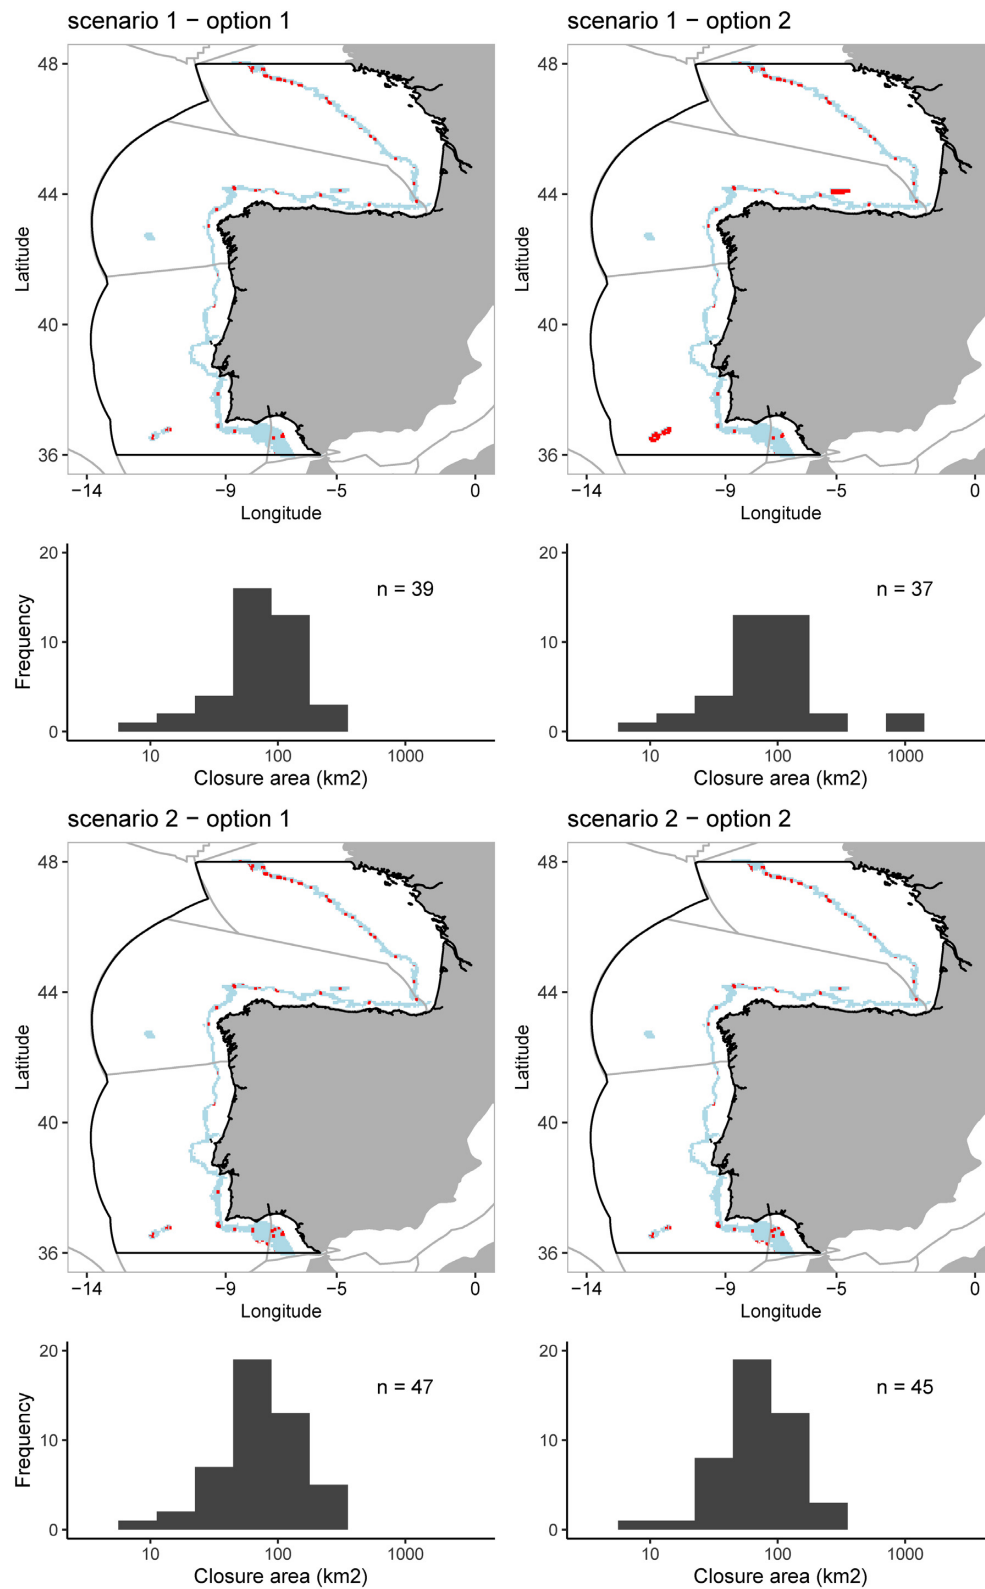 scenario 1 − option 1
scenario 1 − option 2
48
44
40
36
Latitude
−14
−9
−5
0
Longitude
48
44
40
36
Latitude
−14
−9
−5
0
Longitude
20
10
0
Frequency
n = 39
10
100
1000
Closure area (km2)
20
10
0
n = 37
10
100
1000
Closure area (km2)
scenario 2 − option 1
scenario 2 − option 2
48
44
40
36
Latitude
−14
−9
−5
0
Longitude
48
44
40
36
Latitude
−14
−9
−5
0
Longitude
20
10
0
Frequency
n = 47
10
100
1000
Closure area (km2)
20
10
0
n = 45
10
100
1000
Closure area (km2)